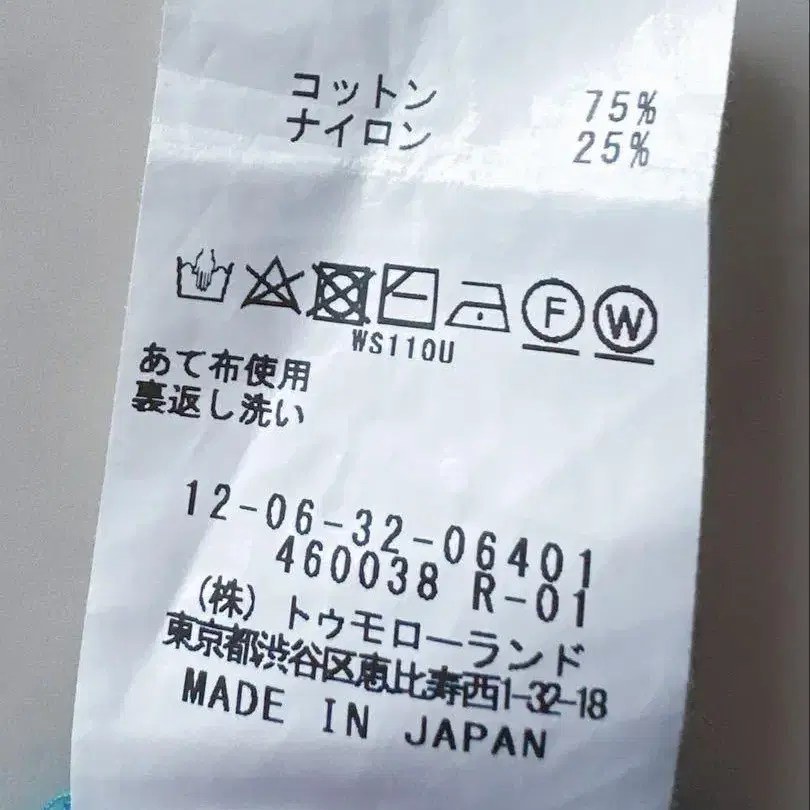 コットン 75%
ナイロン 25%
F W
WS110U
あて布使用
裏返し洗い
12-06-32-06401
460038 R-01
(株) トゥモローランド
東京都渋谷区恵比寿西1-32-18
MADE IN JAPAN